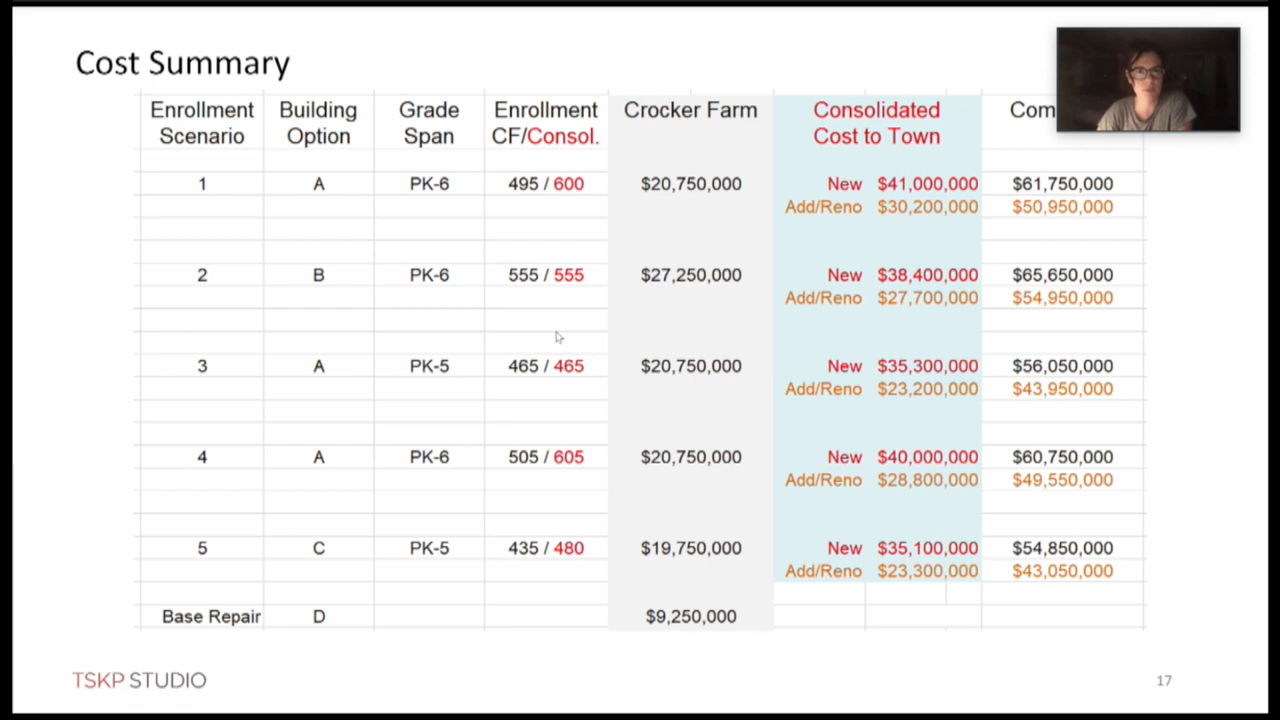 Cost Summary
Enrollment Scenario Building Option Grade Span Enrollment CF/Consol. Crocker Farm Consolidated Cost to Town
1 A PK-6 495 / 600 $20,750,000 New $41,000,000 $61,750,000
Add/Reno $30,200,000 $50,950,000
2 B PK-6 555 / 555 $27,250,000 New $38,400,000 $65,650,000
Add/Reno $27,700,000 $54,950,000
3 A PK-5 465 / 465 $20,750,000 New $35,300,000 $56,050,000
Add/Reno $23,200,000 $43,950,000
4 A PK-6 505 / 605 $20,750,000 New $40,000,000 $60,750,000
Add/Reno $28,800,000 $49,550,000
5 C PK-5 435 / 480 $19,750,000 New $35,100,000 $54,850,000
Add/Reno $23,300,000 $43,050,000
Base Repair D $9,250,000
TSKP STUDIO
17